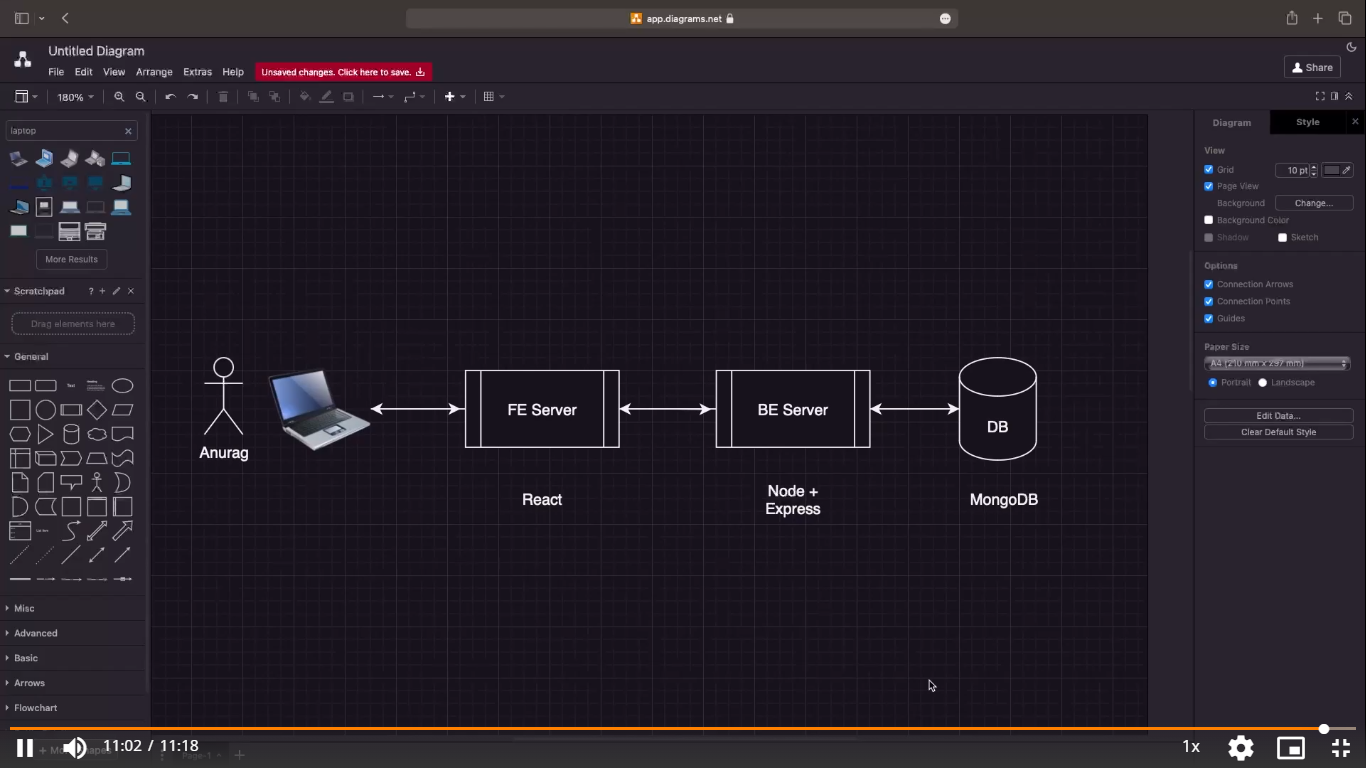 app.diagrams.net
Untitled Diagram
File Edit View Arrange Extras Help
Unsaved changes. Click here to save.
Share
180%
laptop
More Results
Scratchpad
?
Drag elements here
General
Text
Misc
Advanced
Basic
Arrows
Flowchart
Anurag
FE Server
React
BE Server
Node +
Express
DB
MongoDB
Diagram Style
View
Grid
10 pt
Page View
Background
Change...
Background Color
Shadow
Sketch
Options
Connection Arrows
Connection Points
Guides
Paper Size
A4 (210 mm x 297 mm)
Portrait
Landscape
Edit Data...
Clear Default Style
Page-1
11:02 / 11:18
1x